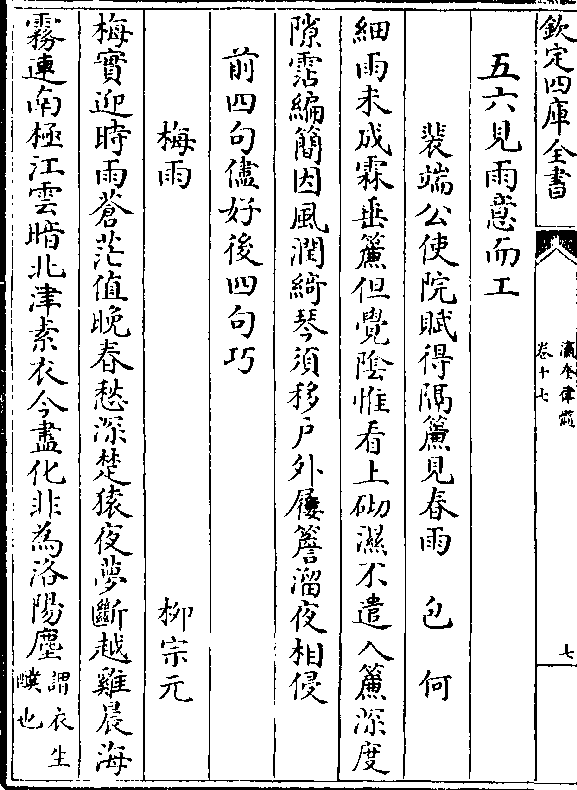 欽定四庫全書
瀛奎律髓
卷十七
七
五六見雨意而工
裴端公使院賦得隔簾見春雨　包何
細雨未成霖垂簾但覺陰惟看上砌濕不遣入簾深度
隙霑編簡因風潤綺琴須移戶外屨簷溜夜相侵
前四句儘好後四句巧
梅雨　柳宗元
梅實迎時雨蒼茫值晚春愁深楚猿夜夢斷越雞晨海
霧連南極江雲暗北津素衣今盡化非為洛陽塵謂衣生
醭也